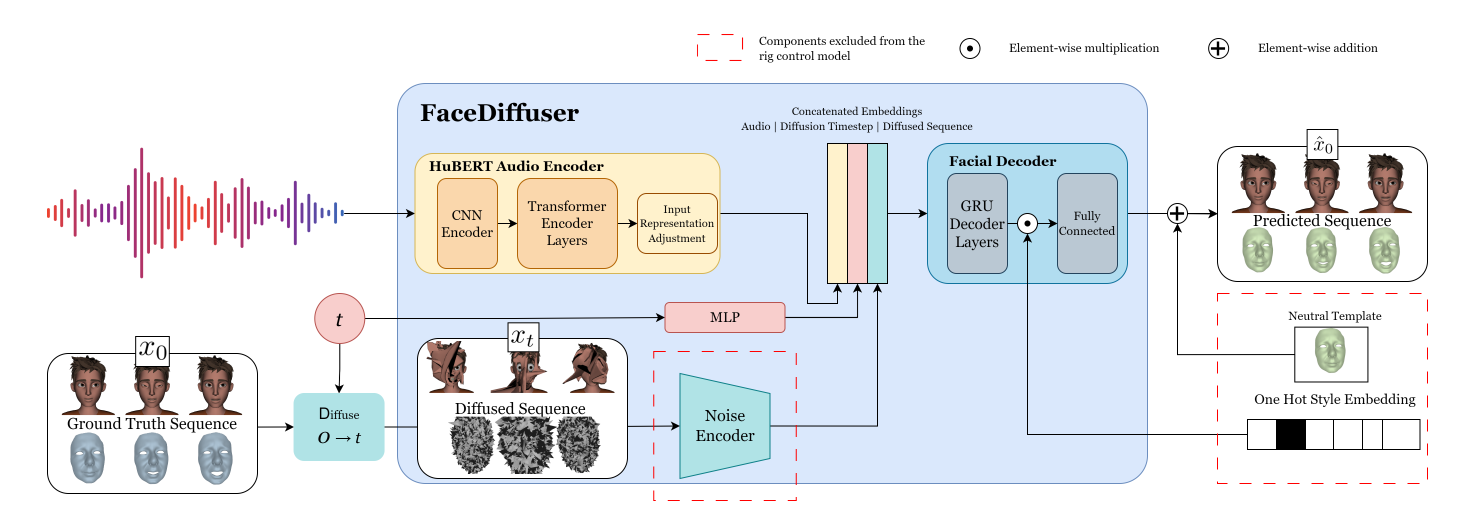 Components excluded from the
rig control model
Element-wise multiplication
Element-wise addition
FaceDiffuser
Concatenated Embeddings
Audio | Diffusion Timestep | Diffused Sequence
HuBERT Audio Encoder
CNN
Encoder
Transformer
Encoder
Layers
Input
Representation
Adjustment
Facial Decoder
GRU
Decoder
Layers
Fully
Connected
x̂₀
Predicted Sequence
t
MLP
x₀
Ground Truth Sequence
Diffuse
0 → t
xₜ
Diffused Sequence
Noise
Encoder
Neutral Template
One Hot Style Embedding